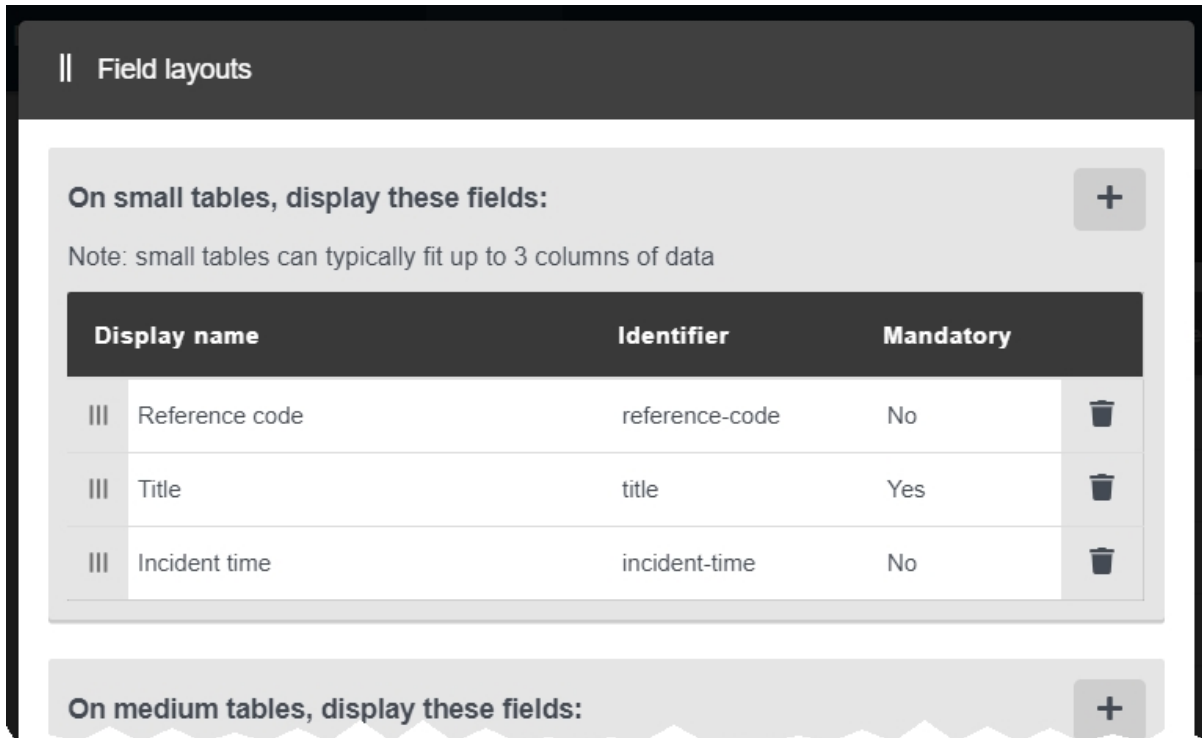 Field layouts
On small tables, display these fields:
Note: small tables can typically fit up to 3 columns of data
Display name Identifier Mandatory
Reference code reference-code No
Title title Yes
Incident time incident-time No
On medium tables, display these fields: